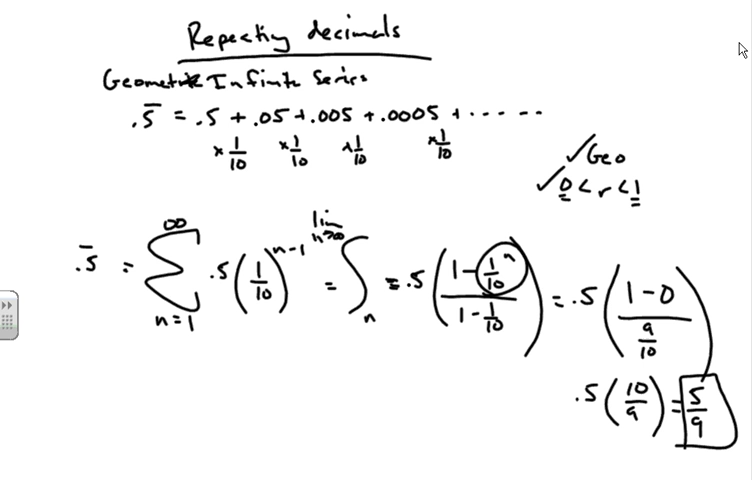 Repeating decimals
Geometric Infinite Series
.5̅ = .5 + .05 + .005 + .0005 + ......
×1/10 ×1/10 ×1/10 ×1/10
✓Geo
✓0 < r < 1
.5̅ = ∑_{n=1}^{∞} .5(1/10)^{n-1} = lim_{n→∞} S_n = .5((1 - 1/10^n)/(1 - 1/10)) = .5((1-0)/(9/10))
.5(10/9) = 5/9